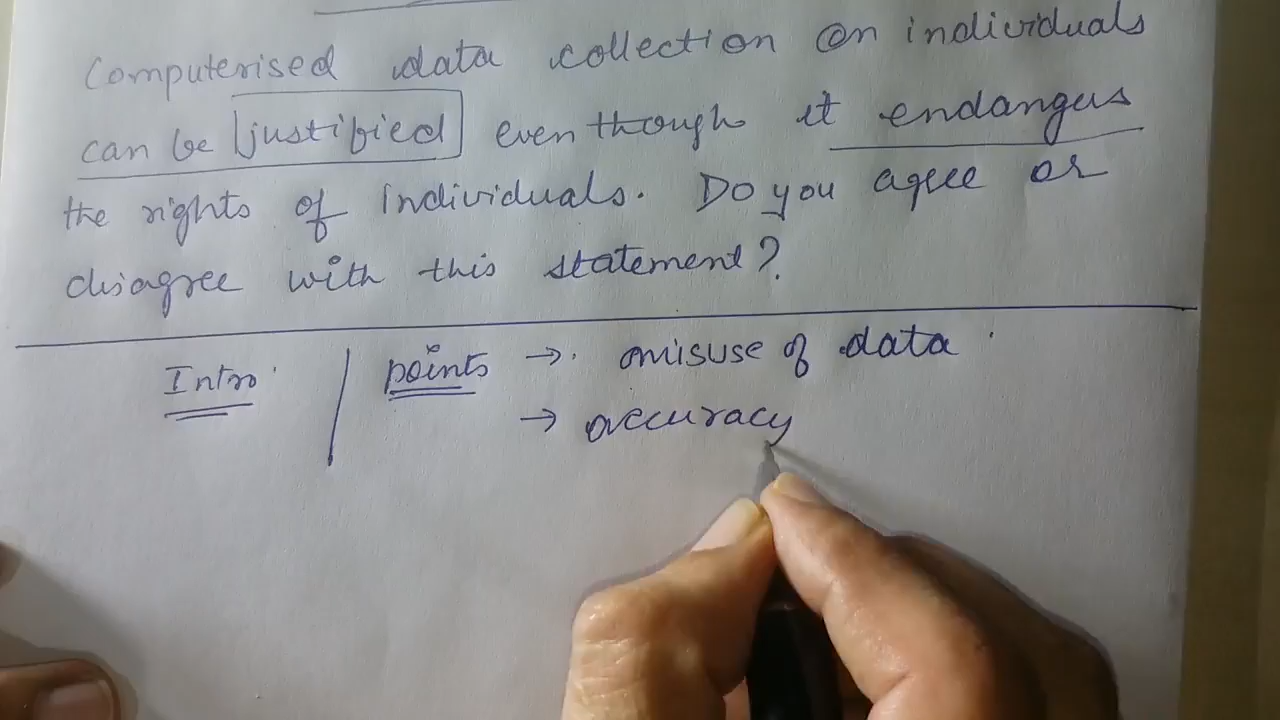 Computerised data collection on individuals
can be justified even though it endangers
the rights of individuals. Do you agree or
disagree with this statement?
Intro points → misuse of data
→ accuracy